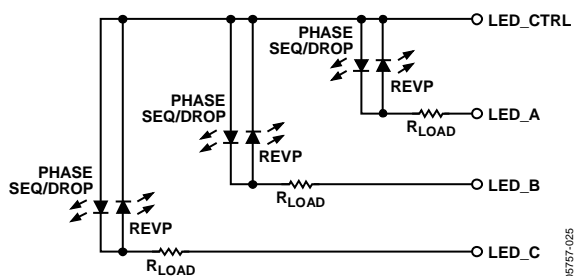 LED_CTRL
PHASE
SEQ/DROP
REVP
RLOAD
LED_A
PHASE
SEQ/DROP
REVP
RLOAD
LED_B
PHASE
SEQ/DROP
REVP
RLOAD
LED_C